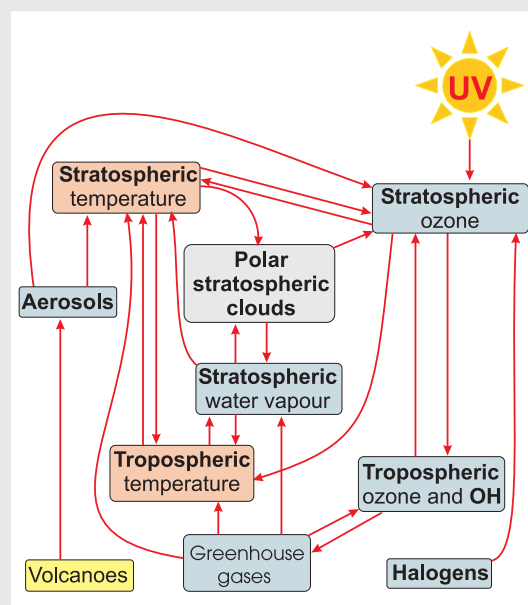 UV
Stratospheric
temperature
Stratospheric
ozone
Polar
stratospheric
clouds
Aerosols
Stratospheric
water vapour
Tropospheric
temperature
Tropospheric
ozone and OH
Greenhouse
gases
Volcanoes
Halogens